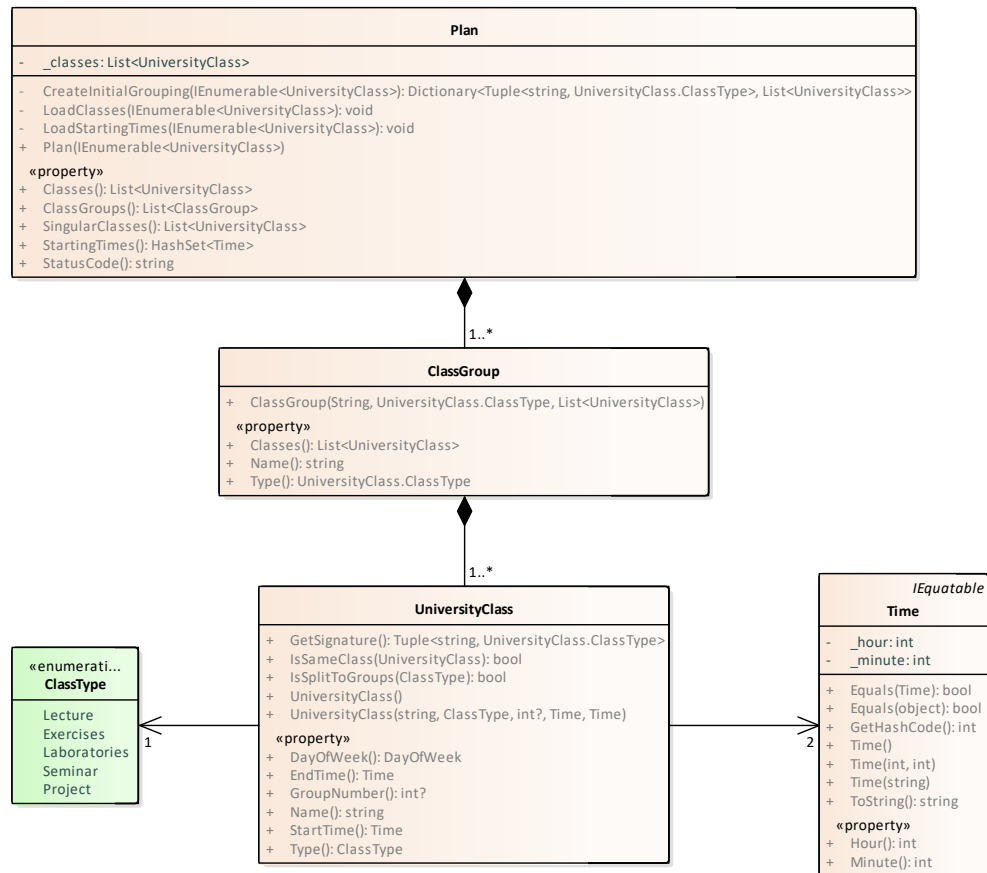 Plan
- _classes: List<UniversityClass>
- CreateInitialGrouping(IEnumerable<UniversityClass>): Dictionary<Tuple<string, UniversityClass.ClassType>, List<UniversityClass>>
- LoadClasses(IEnumerable<UniversityClass>): void
- LoadStartingTimes(IEnumerable<UniversityClass>): void
+ Plan(IEnumerable<UniversityClass>)
«property»
+ Classes(): List<UniversityClass>
+ ClassGroups(): List<ClassGroup>
+ SingularClasses(): List<UniversityClass>
+ StartingTimes(): HashSet<Time>
+ StatusCode(): string
1..*
ClassGroup
+ ClassGroup(String, UniversityClass.ClassType, List<UniversityClass>)
«property»
+ Classes(): List<UniversityClass>
+ Name(): string
+ Type(): UniversityClass.ClassType
1..*
UniversityClass
+ GetSignature(): Tuple<string, UniversityClass.ClassType>
+ IsSameClass(UniversityClass): bool
+ IsSplitToGroups(ClassType): bool
+ UniversityClass()
+ UniversityClass(string, ClassType, int?, Time, Time)
«property»
+ DayOfWeek(): DayOfWeek
+ EndTime(): Time
+ GroupNumber(): int?
+ Name(): string
+ StartTime(): Time
+ Type(): ClassType
«enumerati...
ClassType
Lecture
Exercises
Laboratories
Seminar
Project
1
2
IEquatable
Time
- _hour: int
- _minute: int
+ Equals(Time): bool
+ Equals(object): bool
+ GetHashCode(): int
+ Time()
+ Time(int, int)
+ Time(string)
+ ToString(): string
«property»
+ Hour(): int
+ Minute(): int